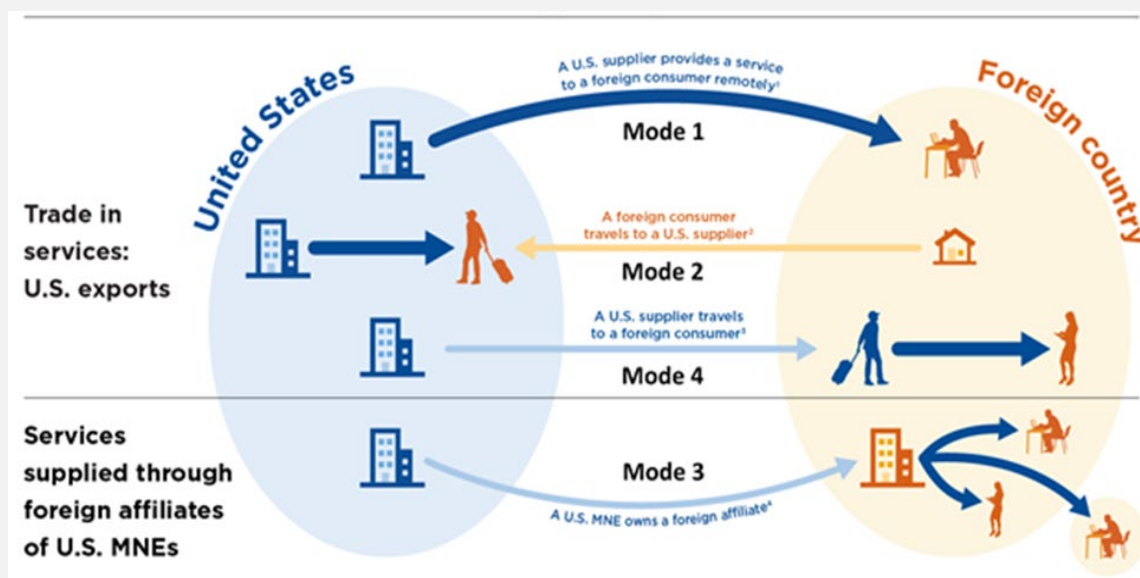 United States
Foreign country
A U.S. supplier provides a service
to a foreign consumer remotely¹
Mode 1
Trade in
services:
U.S. exports
A foreign consumer
travels to a U.S. supplier²
Mode 2
A U.S. supplier travels
to a foreign consumer³
Mode 4
Services
supplied through
foreign affiliates
of U.S. MNEs
Mode 3
A U.S. MNE owns a foreign affiliate⁴